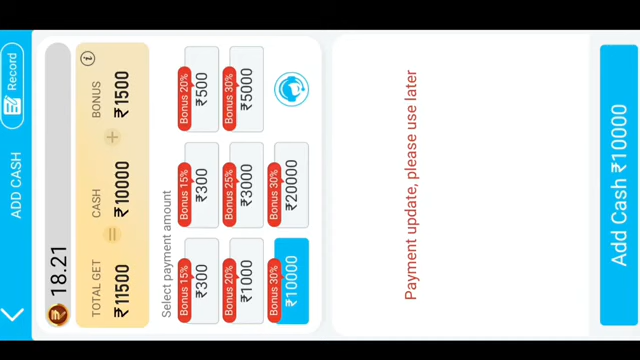 ADD CASH
Record
18.21
TOTAL GET = CASH + BONUS
₹11500 ₹10000 ₹1500
Select payment amount
Bonus 15% Bonus 15% Bonus 20%
₹300 ₹300 ₹500
Bonus 20% Bonus 25% Bonus 30%
₹1000 ₹3000 ₹5000
Bonus 30% Bonus 30%
₹10000 ₹20000
Payment update, please use later
Add Cash ₹10000